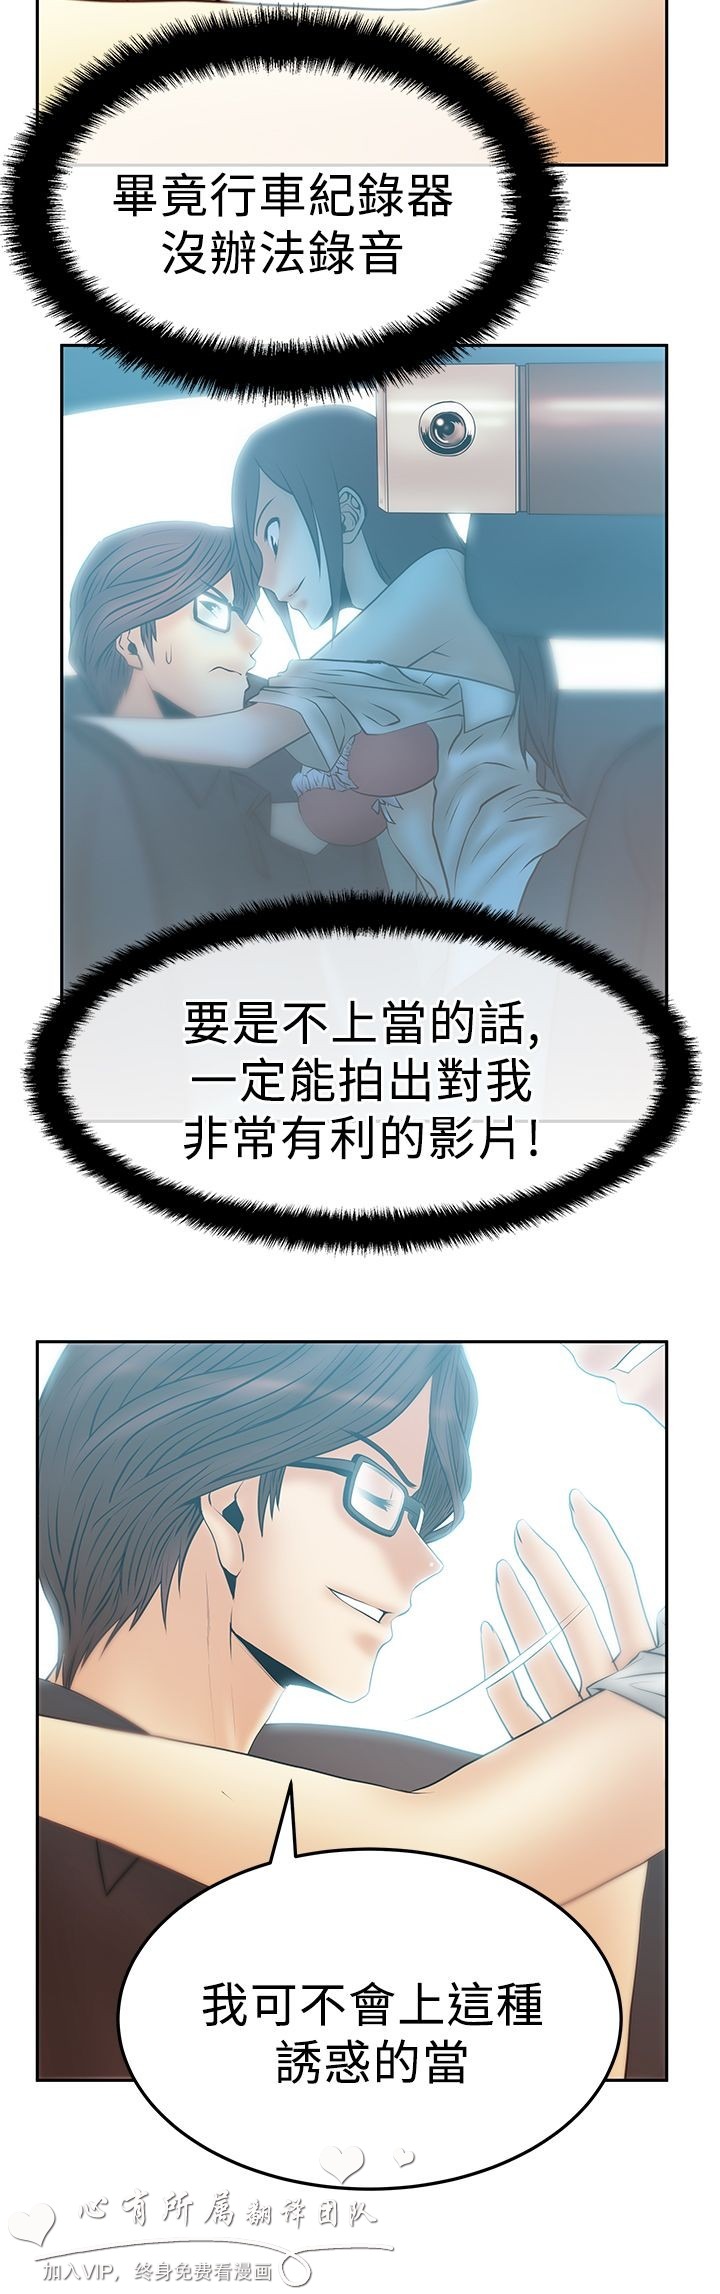 畢竟行車紀錄器
沒辦法錄音
要是不上當的話,
一定能拍出對我
非常有利的影片!
我可不會上這種
誘惑的當
心有所属翻译团队
加入VIP，终身免费看漫画